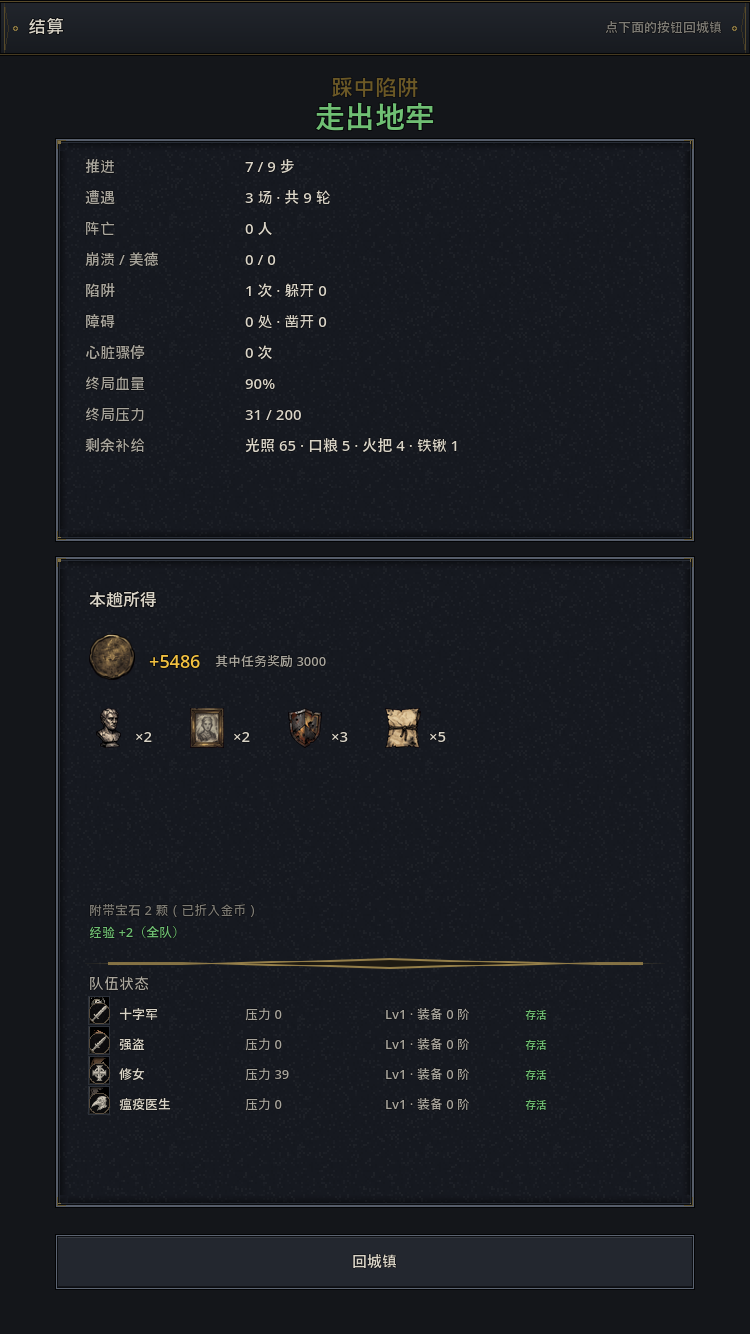 结算
点下面的按钮回城镇
踩中陷阱
走出地牢
推进 7 / 9 步
遭遇 3 场 · 共 9 轮
阵亡 0 人
崩溃 / 美德 0 / 0
陷阱 1 次 · 躲开 0
障碍 0 处 · 凿开 0
心脏骤停 0 次
终局血量 90%
终局压力 31 / 200
剩余补给 光照 65 · 口粮 5 · 火把 4 · 铁锹 1
本趟所得
+5486 其中任务奖励 3000
×2 ×2 ×3 ×5
附带宝石 2 颗 ( 已折入金币 )
经验 +2（全队）
队伍状态
十字军 压力 0 Lv1 · 装备 0 阶 存活
强盗 压力 0 Lv1 · 装备 0 阶 存活
修女 压力 39 Lv1 · 装备 0 阶 存活
瘟疫医生 压力 0 Lv1 · 装备 0 阶 存活
回城镇